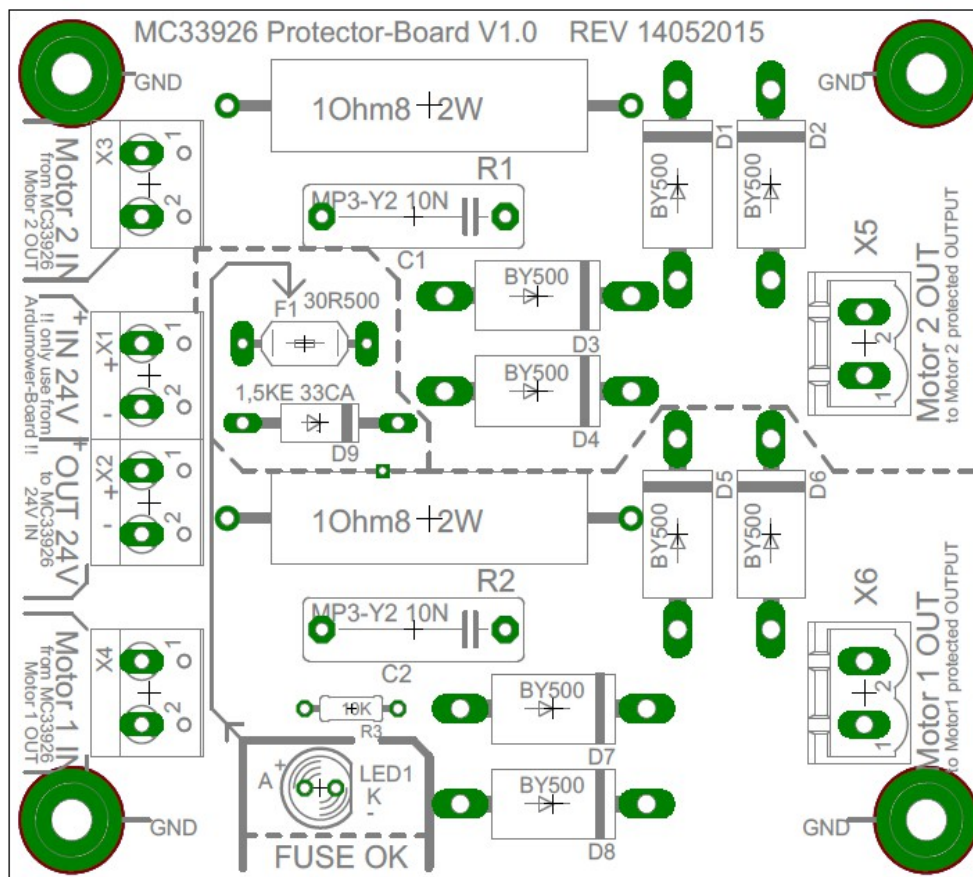 MC33926 Protector-Board V1.0 REV 14052015
GND
GND
1Ohm8 2W
R1
MP3-Y2 10N
C1
D1
BY500
D2
BY500
X3
1
2
Motor 2 IN
from MC33926
Motor 2 OUT
F1 30R500
1,5KE 33CA
D9
BY500
D3
BY500
D4
X5
2
1
Motor 2 OUT
to Motor 2 protected OUTPUT
X1
1
2
+
-
+ IN 24V
!! only use from
Ardumower-Board !!
X2
1
2
+
-
+ OUT 24V
to MC33926
24V IN
1Ohm8 2W
R2
MP3-Y2 10N
C2
D5
BY500
D6
BY500
X4
1
2
Motor 1 IN
from MC33926
Motor 1 OUT
10K
R3
BY500
D7
BY500
D8
X6
2
1
Motor 1 OUT
to Motor1 protected OUTPUT
A +
LED1
K
-
FUSE OK
GND
GND